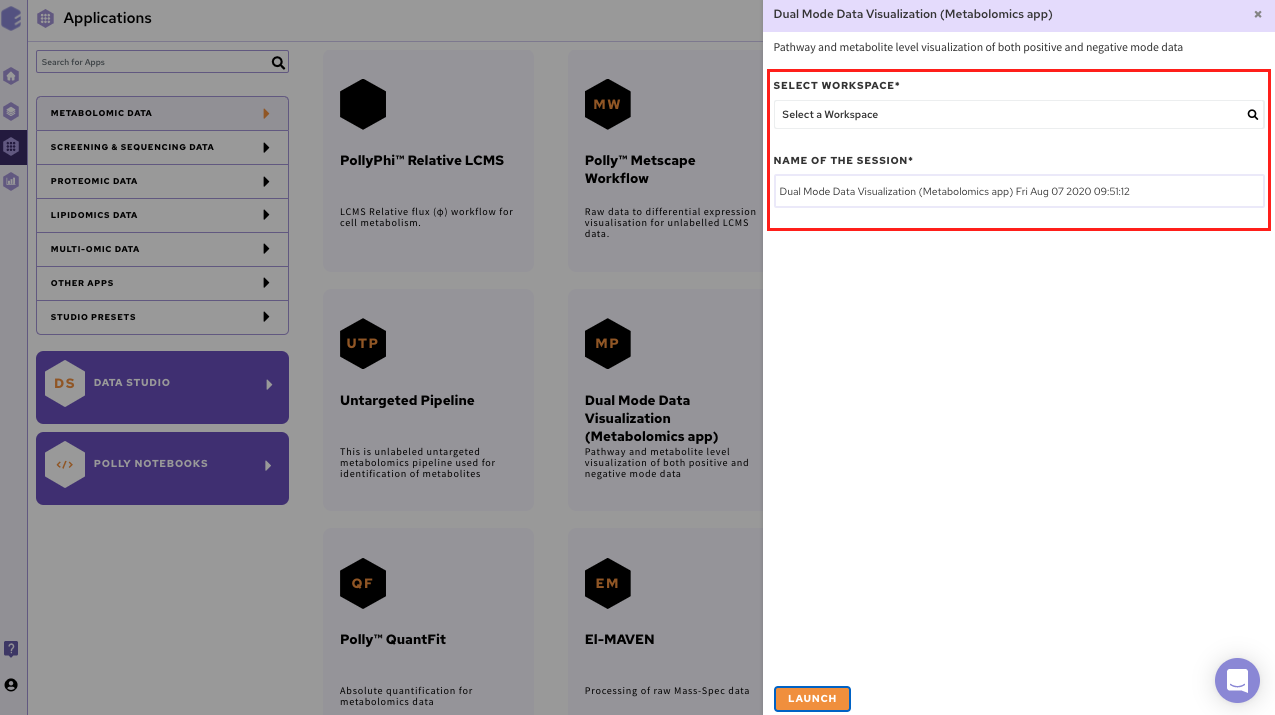 Applications
Search for Apps
METABOLOMIC DATA
SCREENING & SEQUENCING DATA
PROTEOMIC DATA
LIPIDOMICS DATA
MULTI-OMIC DATA
OTHER APPS
STUDIO PRESETS
DS
DATA STUDIO
</>
POLLY NOTEBOOKS
PollyPhi™ Relative LCMS
LCMS Relative flux (ϕ) workflow for
cell metabolism.
MW
Polly™ Metscape
Workflow
Raw data to differential expression
visualisation for unlabelled LCMS
data.
UTP
Untargeted Pipeline
This is unlabeled untargeted
metabolomics pipeline used for
identification of metabolites
MP
Dual Mode Data
Visualization
(Metabolomics app)
Pathway and metabolite level
visualization of both positive and
negative mode data
QF
Polly™ QuantFit
Absolute quantification for
metabolomics data
EM
El-MAVEN
Processing of raw Mass-Spec data
Dual Mode Data Visualization (Metabolomics app)
×
Pathway and metabolite level visualization of both positive and negative mode data
SELECT WORKSPACE*
Select a Workspace
NAME OF THE SESSION*
Dual Mode Data Visualization (Metabolomics app) Fri Aug 07 2020 09:51:12
LAUNCH
?